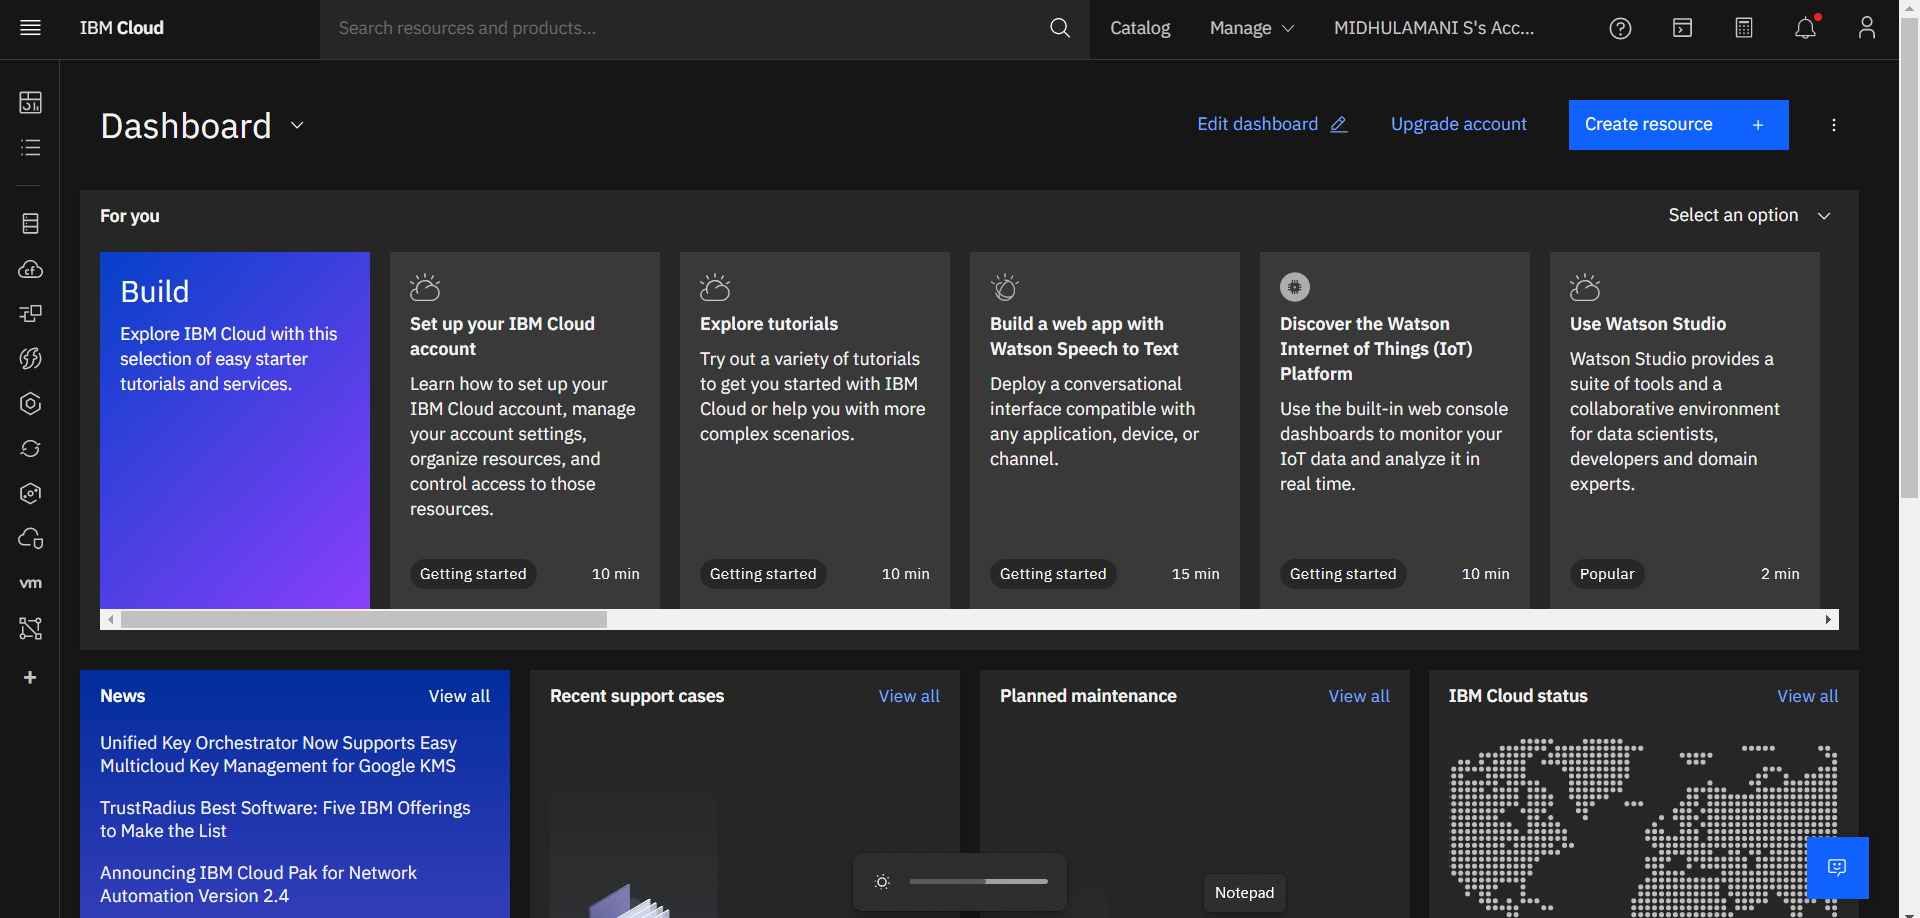 IBM Cloud
Search resources and products...
Catalog
Manage
MIDHULAMANI S's Acc...
Dashboard
Edit dashboard
Upgrade account
Create resource +
For you
Select an option
Build
Explore IBM Cloud with this
selection of easy starter
tutorials and services.
Set up your IBM Cloud
account
Learn how to set up your
IBM Cloud account, manage
your account settings,
organize resources, and
control access to those
resources.
Getting started
10 min
Explore tutorials
Try out a variety of tutorials
to get you started with IBM
Cloud or help you with more
complex scenarios.
Getting started
10 min
Build a web app with
Watson Speech to Text
Deploy a conversational
interface compatible with
any application, device, or
channel.
Getting started
15 min
Discover the Watson
Internet of Things (IoT)
Platform
Use the built-in web console
dashboards to monitor your
IoT data and analyze it in
real time.
Getting started
10 min
Use Watson Studio
Watson Studio provides a
suite of tools and a
collaborative environment
for data scientists,
developers and domain
experts.
Popular
2 min
cf
vm
+
News
View all
Unified Key Orchestrator Now Supports Easy
Multicloud Key Management for Google KMS
TrustRadius Best Software: Five IBM Offerings
to Make the List
Announcing IBM Cloud Pak for Network
Automation Version 2.4
Recent support cases
View all
Planned maintenance
View all
IBM Cloud status
View all
Notepad